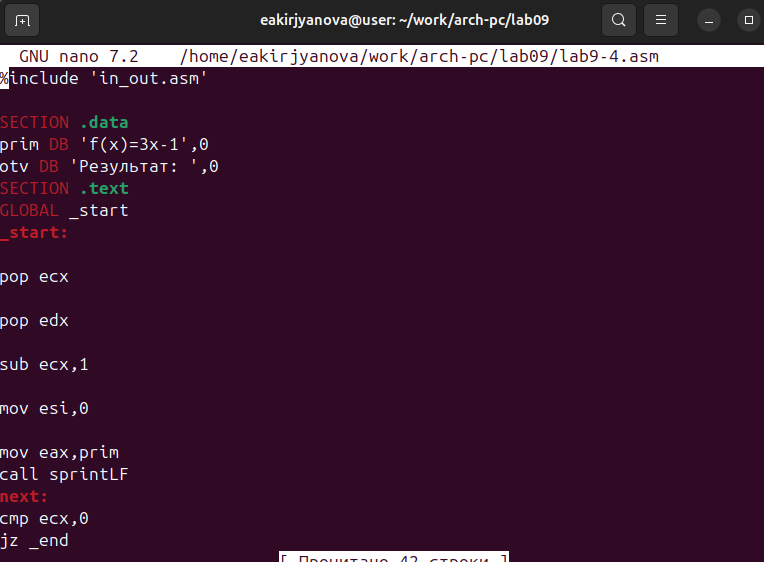 eakirjyanova@user: ~/work/arch-pc/lab09
GNU nano 7.2 /home/eakirjyanova/work/arch-pc/lab09/lab9-4.asm
%include 'in_out.asm'
SECTION .data
prim DB 'f(x)=3x-1',0
otv DB 'Результат: ',0
SECTION .text
GLOBAL _start
_start:
pop ecx
pop edx
sub ecx,1
mov esi,0
mov eax,prim
call sprintLF
next:
cmp ecx,0
jz _end
[ Прочитано 42 строки ]